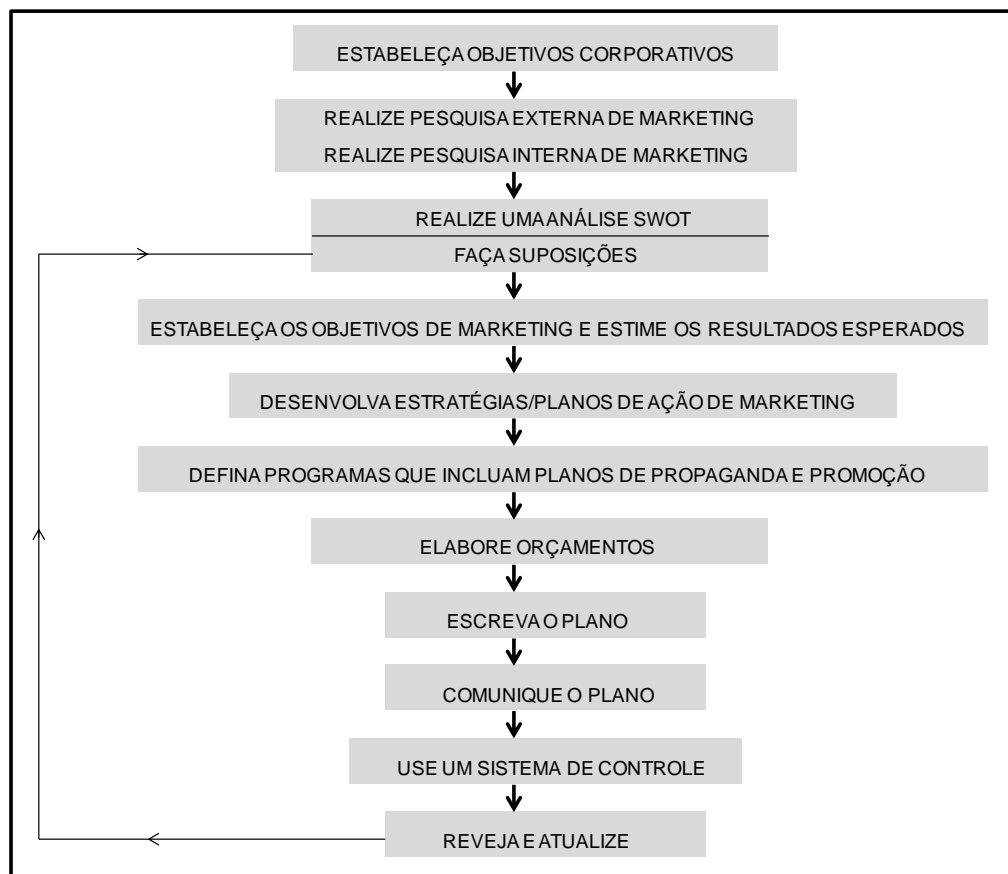 ESTABELEÇA OBJETIVOS CORPORATIVOS
REALIZE PESQUISA EXTERNA DE MARKETING
REALIZE PESQUISA INTERNA DE MARKETING
REALIZE UMA ANÁLISE SWOT
FAÇA SUPOSIÇÕES
ESTABELEÇA OS OBJETIVOS DE MARKETING E ESTIME OS RESULTADOS ESPERADOS
DESENVOLVA ESTRATÉGIAS/PLANOS DE AÇÃO DE MARKETING
DEFINA PROGRAMAS QUE INCLUAM PLANOS DE PROPAGANDA E PROMOÇÃO
ELABORE ORÇAMENTOS
ESCREVA O PLANO
COMUNIQUE O PLANO
USE UM SISTEMA DE CONTROLE
REVEJA E ATUALIZE